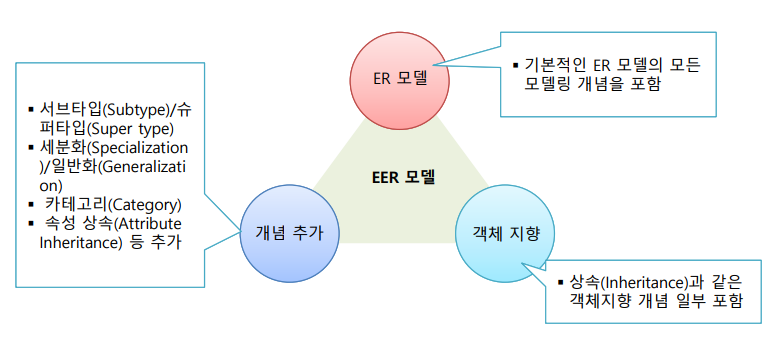 ER 모델
▪ 기본적인 ER 모델의 모든
모델링 개념을 포함
▪ 서브타입(Subtype)/슈
퍼타입(Super type)
▪ 세분화(Specialization
)/일반화(Generalizati
on)
▪ 카테고리(Category)
▪ 속성 상속(Attribute
Inheritance) 등 추가
EER 모델
개념 추가
객체 지향
▪ 상속(Inheritance)과 같은
객체지향 개념 일부 포함